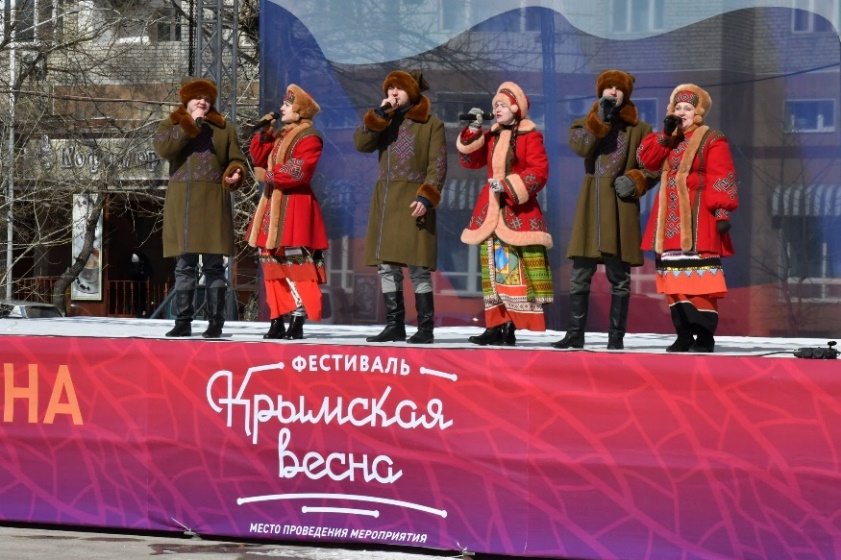 НА
ФЕСТИВАЛЬ
Крымская
весна
МЕСТО ПРОВЕДЕНИЯ МЕРОПРИЯТИЯ